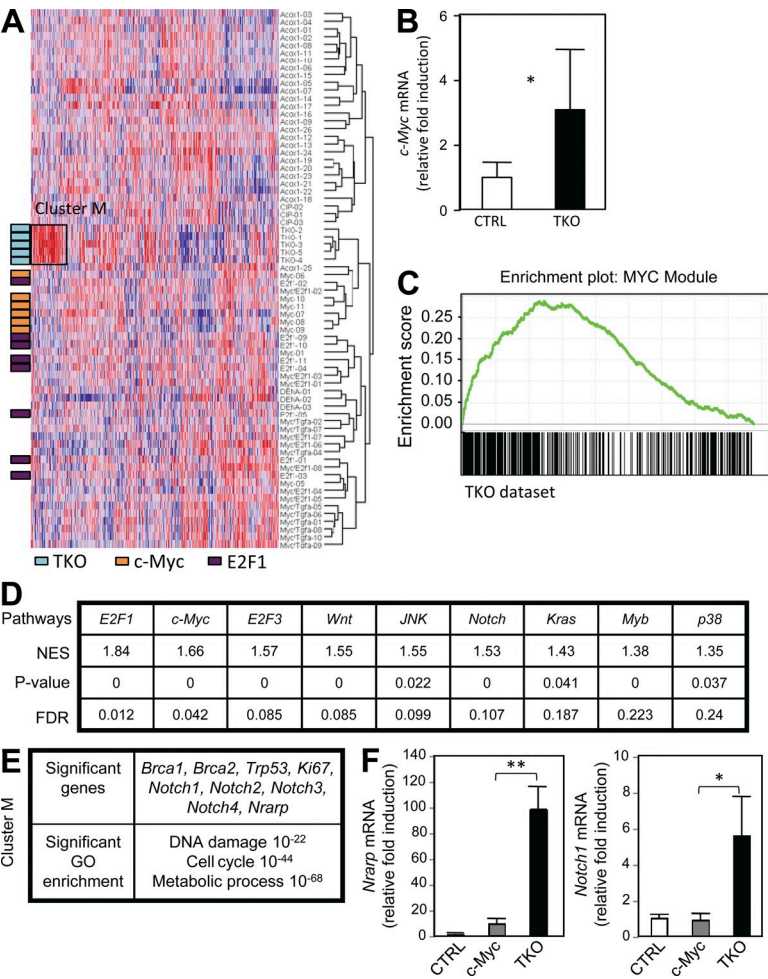 A
Acox1-03
Acox1-04
Acox1-01
Acox1-02
Acox1-08
Acox1-11
Acox1-10
Acox1-06
Acox1-15
Acox1-05
Acox1-07
Acox1-14
Acox1-17
Acox1-16
Acox1-09
Acox1-26
Acox1-12
Acox1-13
Acox1-24
Acox1-19
Acox1-20
Acox1-23
Acox1-21
Acox1-22
Acox1-18
CIP-02
CIP-01
CIP-03
TKO-2
TKO-1
TKO-3
TKO-5
TKO-4
Acox1-25
Myc-06
E2f1-02
Myc/E2f1-02
Myc-10
Myc-11
Myc-07
Myc-08
Myc-09
E2f1-09
E2f1-10
Myc-01
E2f1-11
E2f1-04
Myc/E2f1-03
Myc/E2f1-01
DENA-01
DENA-02
DENA-03
E2f1-05
Myc/Tgfa-02
Myc/Tgfa-07
Myc/E2f1-07
Myc/E2f1-06
Myc/Tgfa-04
E2f1-01
Myc/E2f1-08
E2f1-03
Myc-05
Myc/E2f1-04
Myc/E2f1-05
Myc/Tgfa-05
Myc/Tgfa-06
Myc/Tgfa-01
Myc/Tgfa-08
Myc/Tgfa-10
Myc/Tgfa-09
Cluster M
TKO c-Myc E2F1
B
c-Myc mRNA
(relative fold induction)
6
4
2
0
*
CTRL TKO
C
Enrichment plot: MYC Module
Enrichment score
0.25
0.20
0.15
0.10
0.05
0.00
TKO dataset
D
Pathways E2F1 c-Myc E2F3 Wnt JNK Notch Kras Myb p38
NES 1.84 1.66 1.57 1.55 1.55 1.53 1.43 1.38 1.35
P-value 0 0 0 0 0.022 0 0.041 0 0.037
FDR 0.012 0.042 0.085 0.085 0.099 0.107 0.187 0.223 0.24
E
Cluster M
Significant
genes
Brca1, Brca2, Trp53, Ki67,
Notch1, Notch2, Notch3,
Notch4, Nrarp
Significant
GO
enrichment
DNA damage 10-22
Cell cycle 10-44
Metabolic process 10-68
F
Nrarp mRNA
(relative fold induction)
140
120
100
80
60
40
20
0
**
CTRL c-Myc TKO
Notch1 mRNA
(relative fold induction)
10
8
6
4
2
0
*
CTRL c-Myc TKO